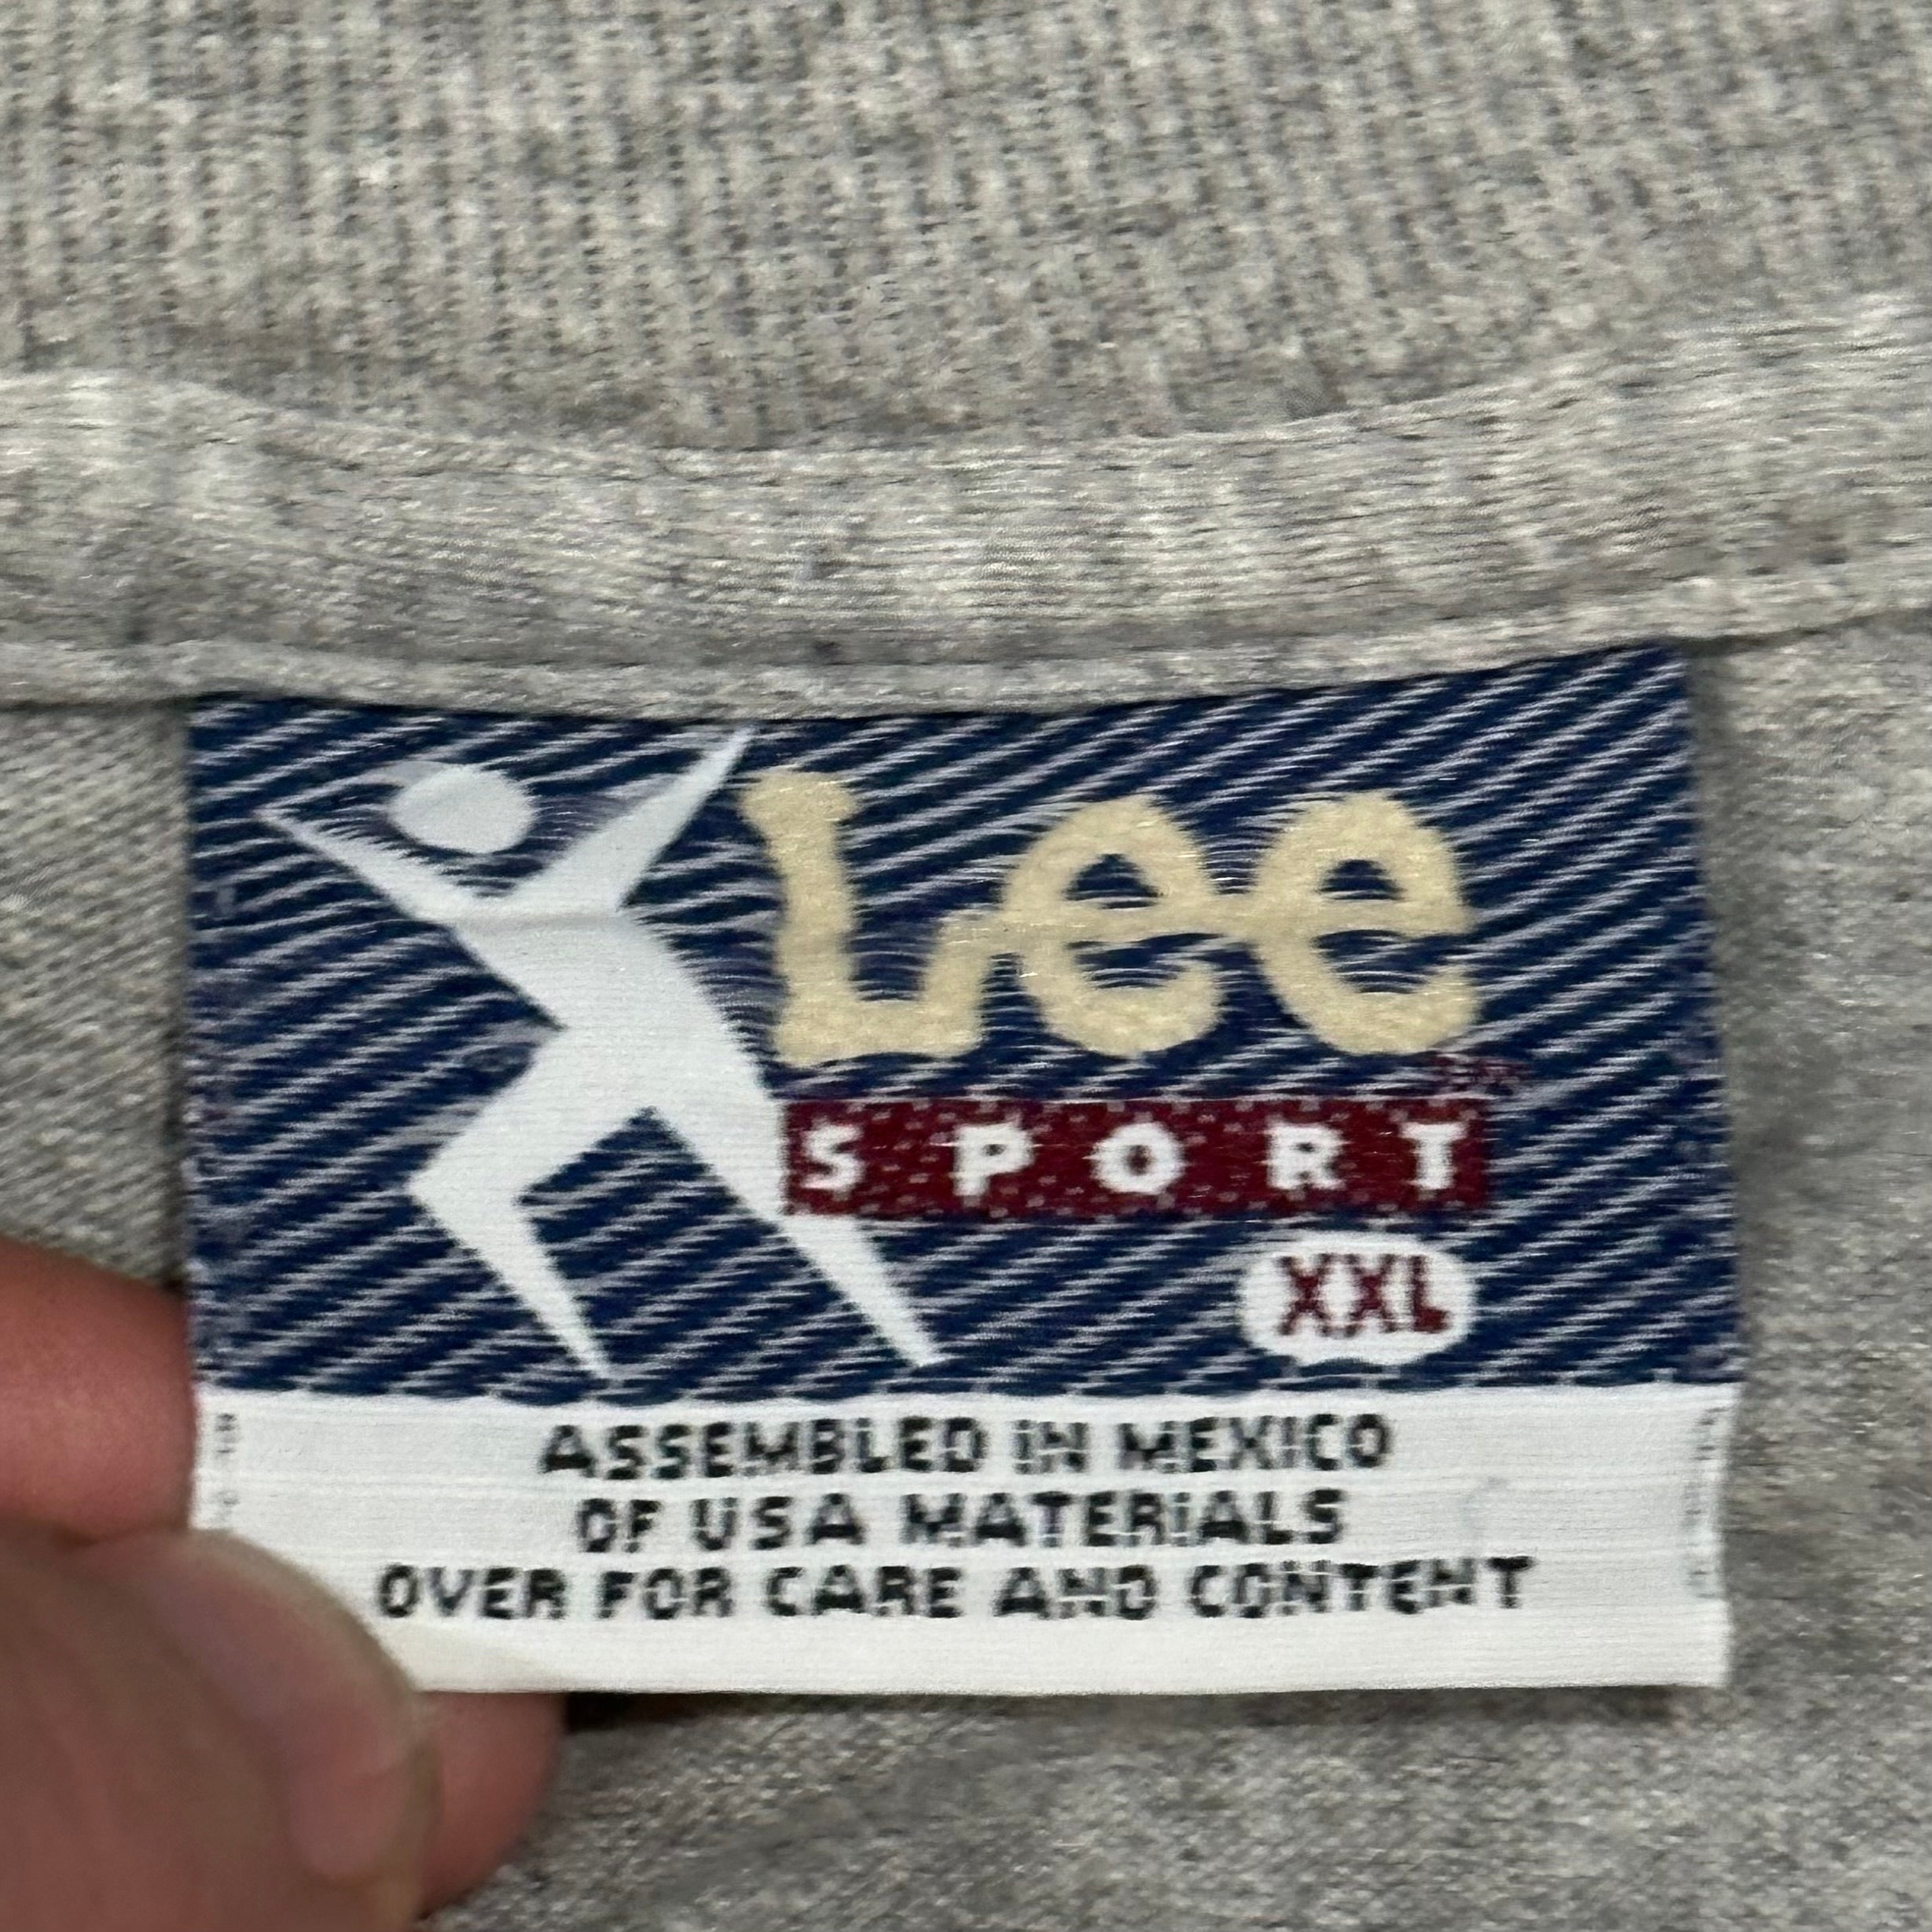 Lee
SPORT
XXL
ASSEMBLED IN MEXICO
OF USA MATERIALS
OVER FOR CARE AND CONTENT